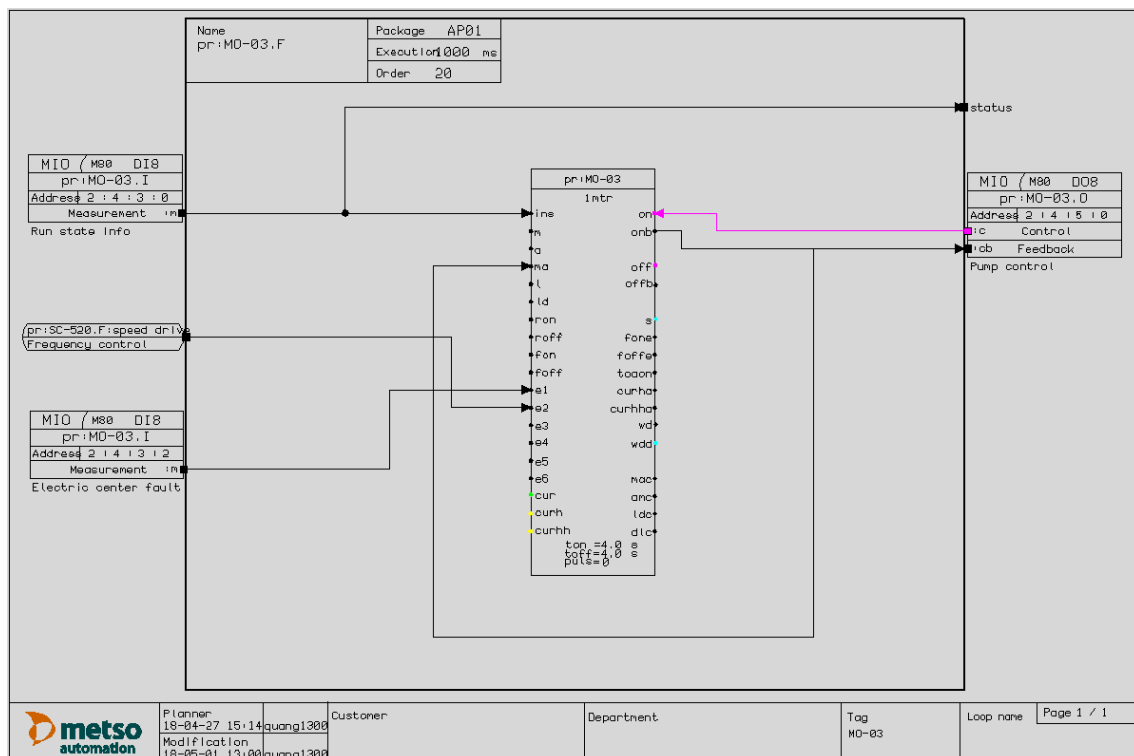 Name
pr:MO-03.F
Package AP01
Execution 1000 ms
Order 20
status
MIO M80 DI8
pr:MO-03.I
Address 2 : 4 : 3 : 0
Measurement :m
Run state info
pr:SC-520.F:speed drive
Frequency control
MIO M80 DI8
pr:MO-03.I
Address 2 : 4 : 3 : 2
Measurement :m
Electric center fault
pr:MO-03
1mtr
ins on
m onb
a
ma off
l offb
ld
ron s
roff fone
fon foffe
foff toaon
e1 curha
e2 curhha
e3 wd
e4 wdd
e5
e6 mac
cur amc
curh ldc
curhh dlc
ton =4.0 s
toff=4.0 s
puls=0
MIO M80 DO8
pr:MO-03.O
Address 2 : 4 : 5 : 0
:c Control
:cb Feedback
Pump control
metso
automation
Planner
18-04-27 15:14 quang1300
Modification
18-05-01 13:00 quang1300
Customer
Department
Tag
MO-03
Loop name
Page 1 / 1